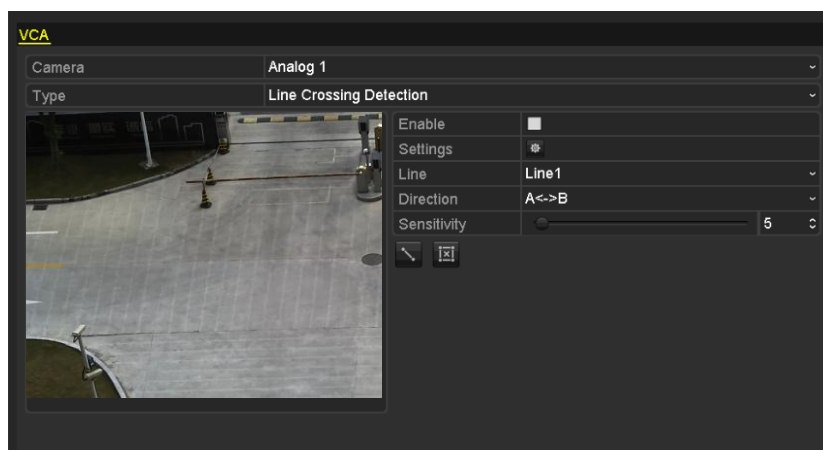 VCA
Camera Analog 1
Type Line Crossing Detection
Enable
Settings
Line Line1
Direction A<->B
Sensitivity 5